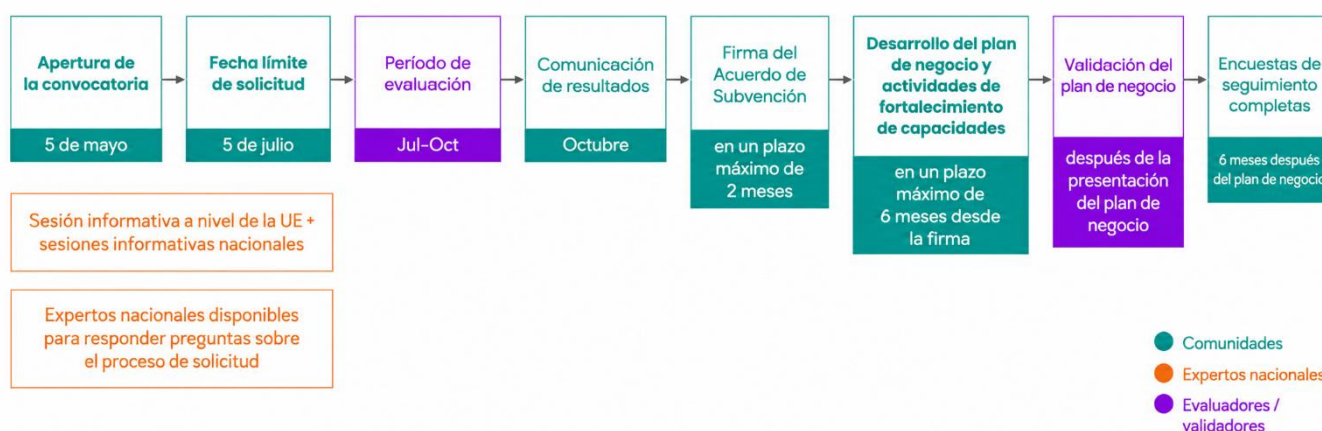 Apertura de
la convocatoria
5 de mayo
Fecha límite
de solicitud
5 de julio
Período de
evaluación
Jul-Oct
Comunicación
de resultados
Octubre
Firma del
Acuerdo de
Subvención
en un plazo
máximo de
2 meses
Desarrollo del plan
de negocio y
actividades de
fortalecimiento
de capacidades
en un plazo
máximo de
6 meses desde
la firma
Validación del
plan de negocio
después de la
presentación
del plan de
negocio
Encuestas de
seguimiento
completas
6 meses después
del plan de negocio
Sesión informativa a nivel de la UE +
sesiones informativas nacionales
Expertos nacionales disponibles
para responder preguntas sobre
el proceso de solicitud
Comunidades
Expertos nacionales
Evaluadores /
validadores